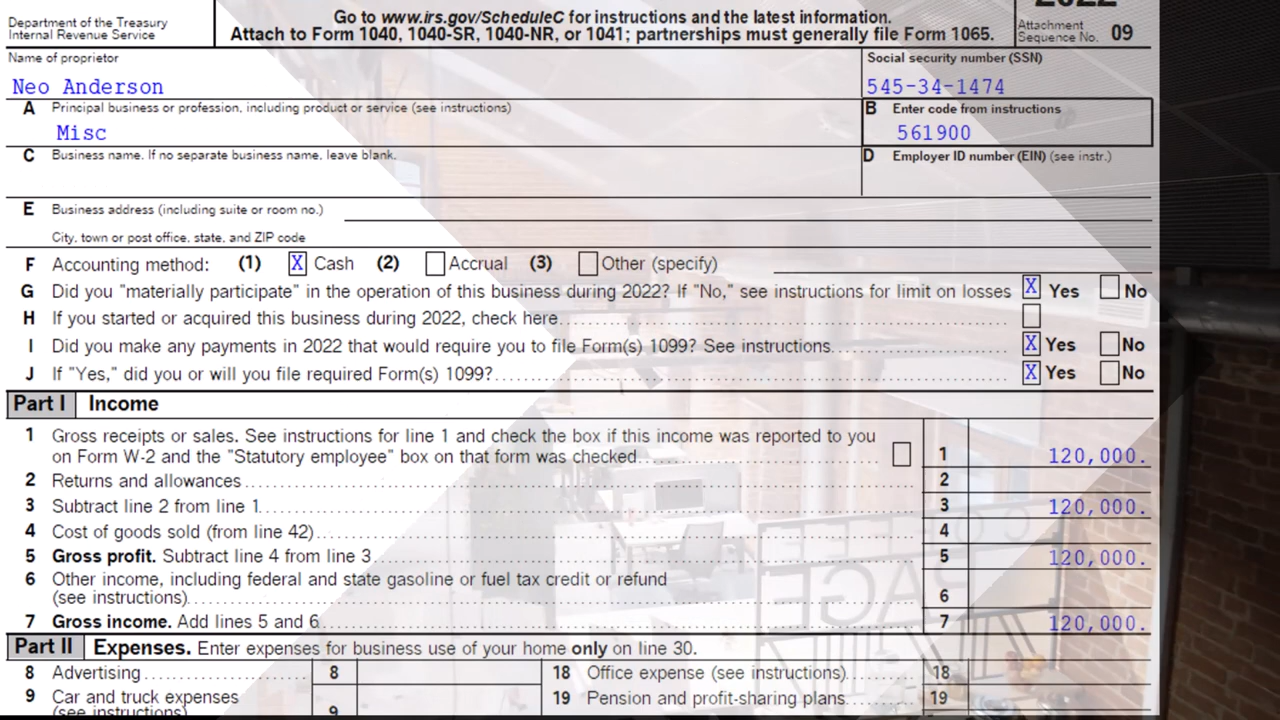 2022
Department of the Treasury
Internal Revenue Service
Go to www.irs.gov/ScheduleC for instructions and the latest information.
Attach to Form 1040, 1040-SR, 1040-NR, or 1041; partnerships must generally file Form 1065.
Attachment
Sequence No. 09
Name of proprietor
Social security number (SSN)
Neo Anderson
545-34-1474
A Principal business or profession, including product or service (see instructions)
B Enter code from instructions
Misc
561900
C Business name. If no separate business name, leave blank.
D Employer ID number (EIN) (see instr.)
E Business address (including suite or room no.)
City, town or post office, state, and ZIP code
F Accounting method: (1) X Cash (2) Accrual (3) Other (specify)
G Did you "materially participate" in the operation of this business during 2022? If "No," see instructions for limit on losses X Yes No
H If you started or acquired this business during 2022, check here
I Did you make any payments in 2022 that would require you to file Form(s) 1099? See instructions X Yes No
J If "Yes," did you or will you file required Form(s) 1099? X Yes No
Part I Income
1 Gross receipts or sales. See instructions for line 1 and check the box if this income was reported to you
on Form W-2 and the "Statutory employee" box on that form was checked 1 120,000.
2 Returns and allowances 2
3 Subtract line 2 from line 1 3 120,000.
4 Cost of goods sold (from line 42) 4
5 Gross profit. Subtract line 4 from line 3 5 120,000.
6 Other income, including federal and state gasoline or fuel tax credit or refund
(see instructions) 6
7 Gross income. Add lines 5 and 6 7 120,000.
Part II Expenses. Enter expenses for business use of your home only on line 30.
8 Advertising 8 18 Office expense (see instructions) 18
9 Car and truck expenses 19 Pension and profit-sharing plans 19
(see instructions) 9